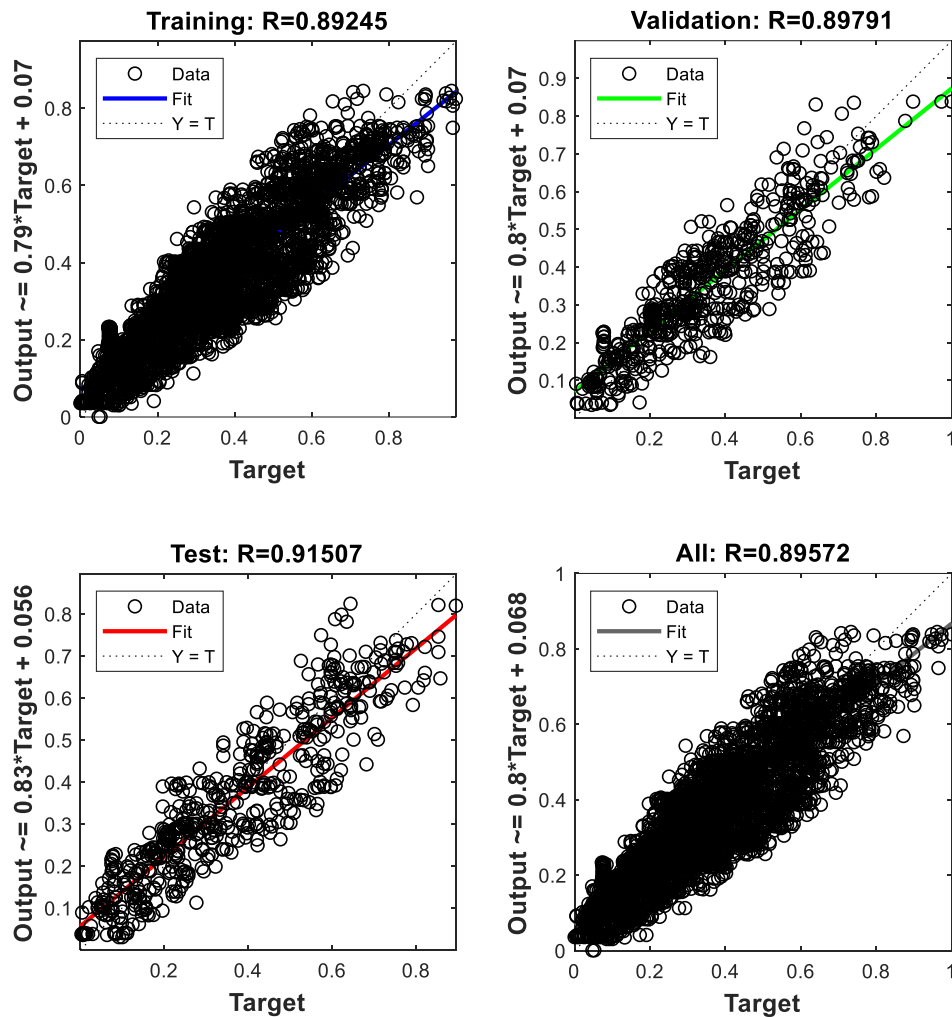 Training: R=0.89245
Output ~= 0.79*Target + 0.07
Data
Fit
Y = T
0.8
0.6
0.4
0.2
0
0
0.2
0.4
0.6
0.8
Target
Validation: R=0.89791
Output ~= 0.8*Target + 0.07
Data
Fit
Y = T
0.9
0.8
0.7
0.6
0.5
0.4
0.3
0.2
0.1
0.2
0.4
0.6
0.8
1
Target
Test: R=0.91507
Output ~= 0.83*Target + 0.056
Data
Fit
Y = T
0.8
0.7
0.6
0.5
0.4
0.3
0.2
0.1
0.2
0.4
0.6
0.8
Target
All: R=0.89572
Output ~= 0.8*Target + 0.068
Data
Fit
Y = T
1
0.8
0.6
0.4
0.2
0
0
0.2
0.4
0.6
0.8
1
Target